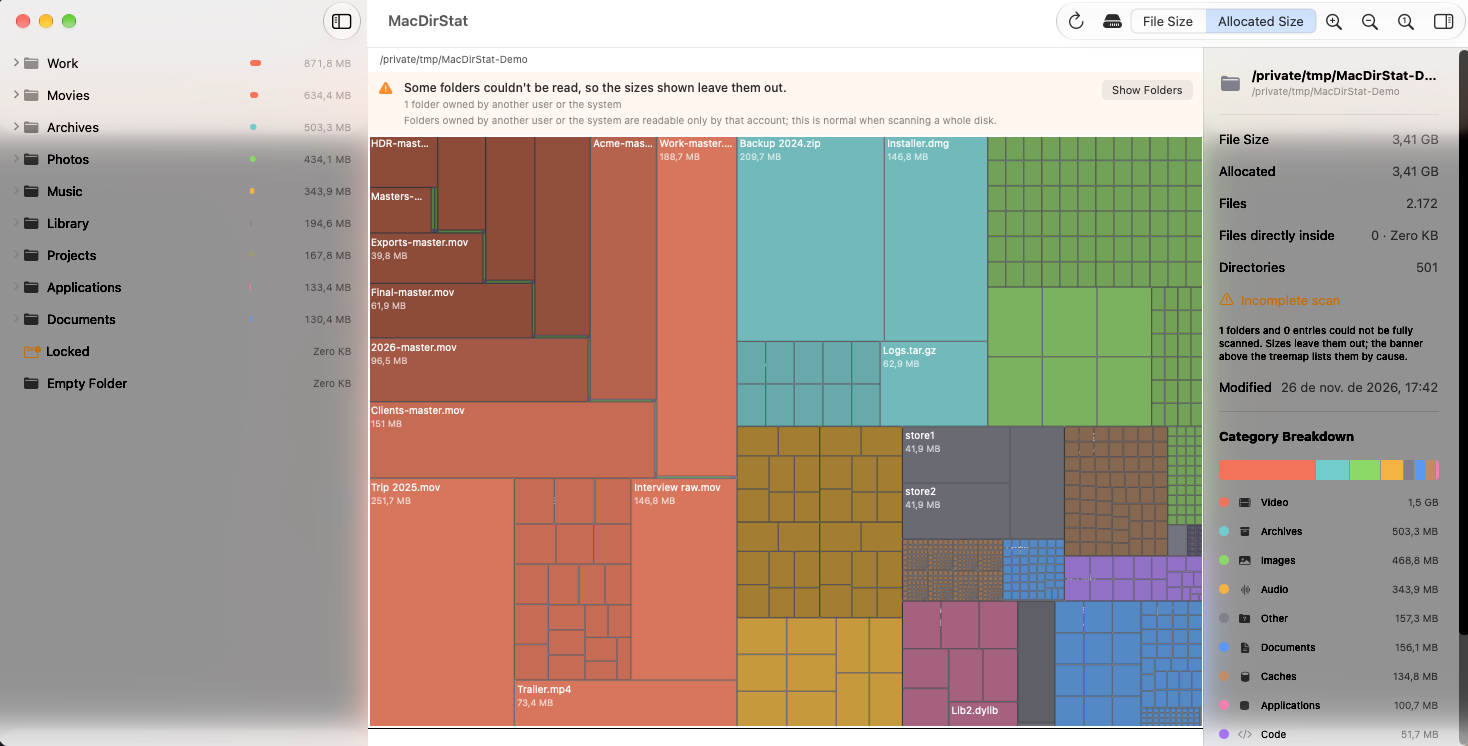 MacDirStat
File Size
Allocated Size
Work
871,8 MB
Movies
634,4 MB
Archives
503,3 MB
Photos
434,1 MB
Music
343,9 MB
Library
194,6 MB
Projects
167,8 MB
Applications
133,4 MB
Documents
130,4 MB
Locked
Zero KB
Empty Folder
Zero KB
/private/tmp/MacDirStat-Demo
Some folders couldn't be read, so the sizes shown leave them out.
1 folder owned by another user or the system
Folders owned by another user or the system are readable only by that account; this is normal when scanning a whole disk.
Show Folders
HDR-mast...
Masters-...
Exports-master.mov
39,8 MB
Final-master.mov
61,9 MB
2026-master.mov
96,5 MB
Clients-master.mov
151 MB
Acme-mas...
Work-master....
188,7 MB
Trip 2025.mov
251,7 MB
Interview raw.mov
146,8 MB
Trailer.mp4
73,4 MB
Backup 2024.zip
209,7 MB
Installer.dmg
146,8 MB
Logs.tar.gz
62,9 MB
store1
41,9 MB
store2
41,9 MB
Lib2.dylib
/private/tmp/MacDirStat-D...
/private/tmp/MacDirStat-Demo
File Size 3,41 GB
Allocated 3,41 GB
Files 2.172
Files directly inside 0 · Zero KB
Directories 501
Incomplete scan
1 folders and 0 entries could not be fully
scanned. Sizes leave them out; the banner
above the treemap lists them by cause.
Modified 26 de nov. de 2026, 17:42
Category Breakdown
Video 1,5 GB
Archives 503,3 MB
Images 468,8 MB
Audio 343,9 MB
Other 157,3 MB
Documents 156,1 MB
Caches 134,8 MB
Applications 100,7 MB
Code 51,7 MB